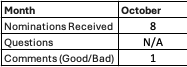 Month October
Nominations Received 8
Questions N/A
Comments (Good/Bad) 1